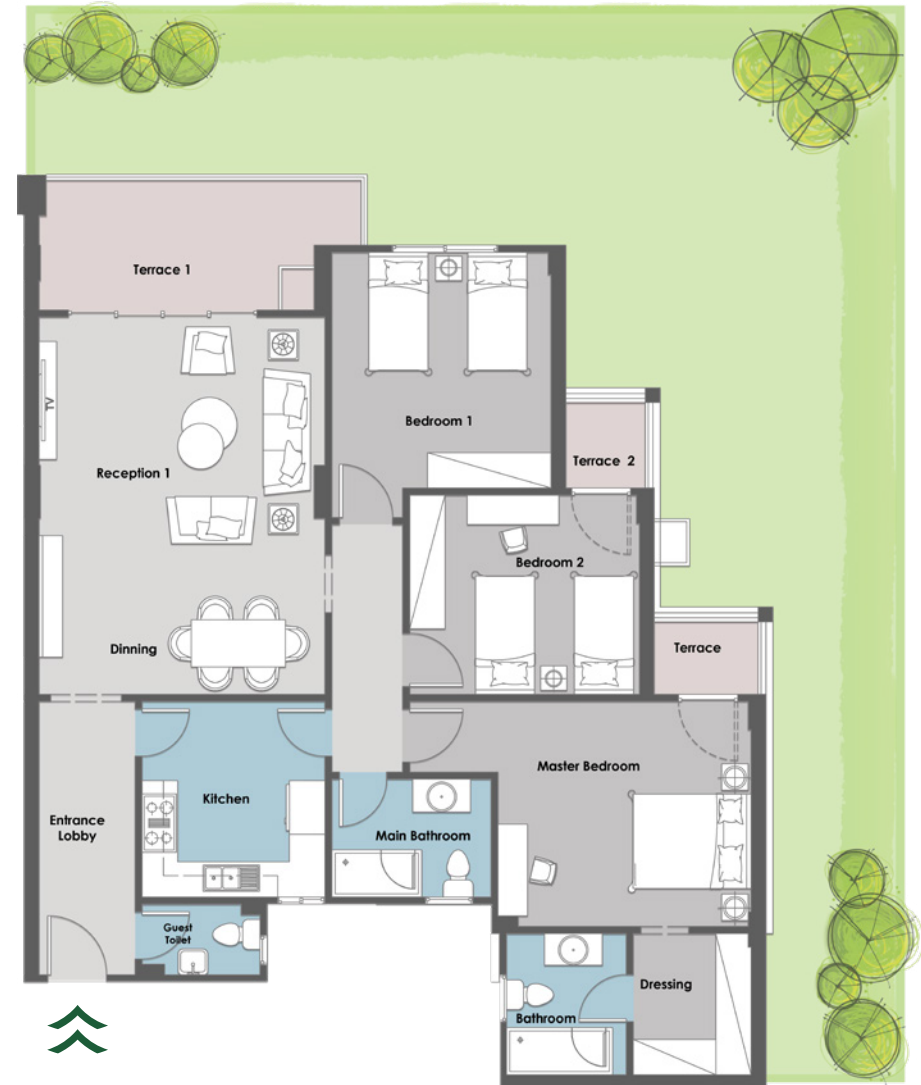 Terrace 1
Bedroom 1
TV
Reception 1
Terrace 2
Bedroom 2
Dinning
Terrace
Master Bedroom
Kitchen
Entrance
Lobby
Main Bathroom
Guest
Toilet
Dressing
Bathroom